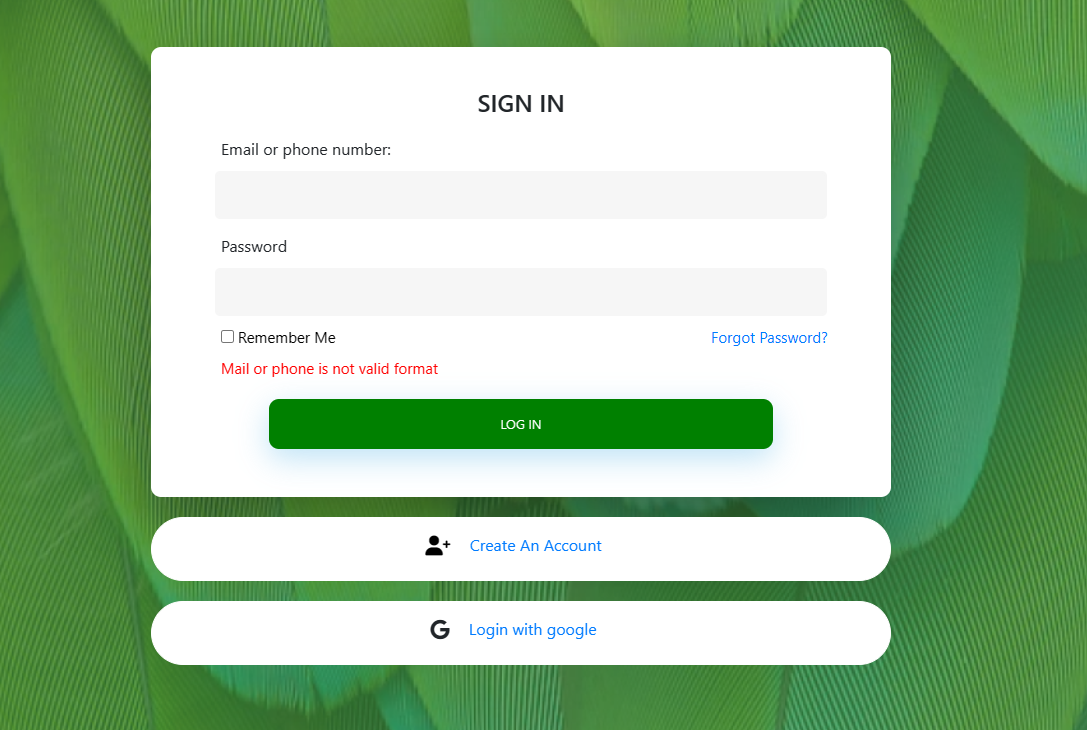 SIGN IN
Email or phone number:
Password
Remember Me
Forgot Password?
Mail or phone is not valid format
LOG IN
Create An Account
Login with google